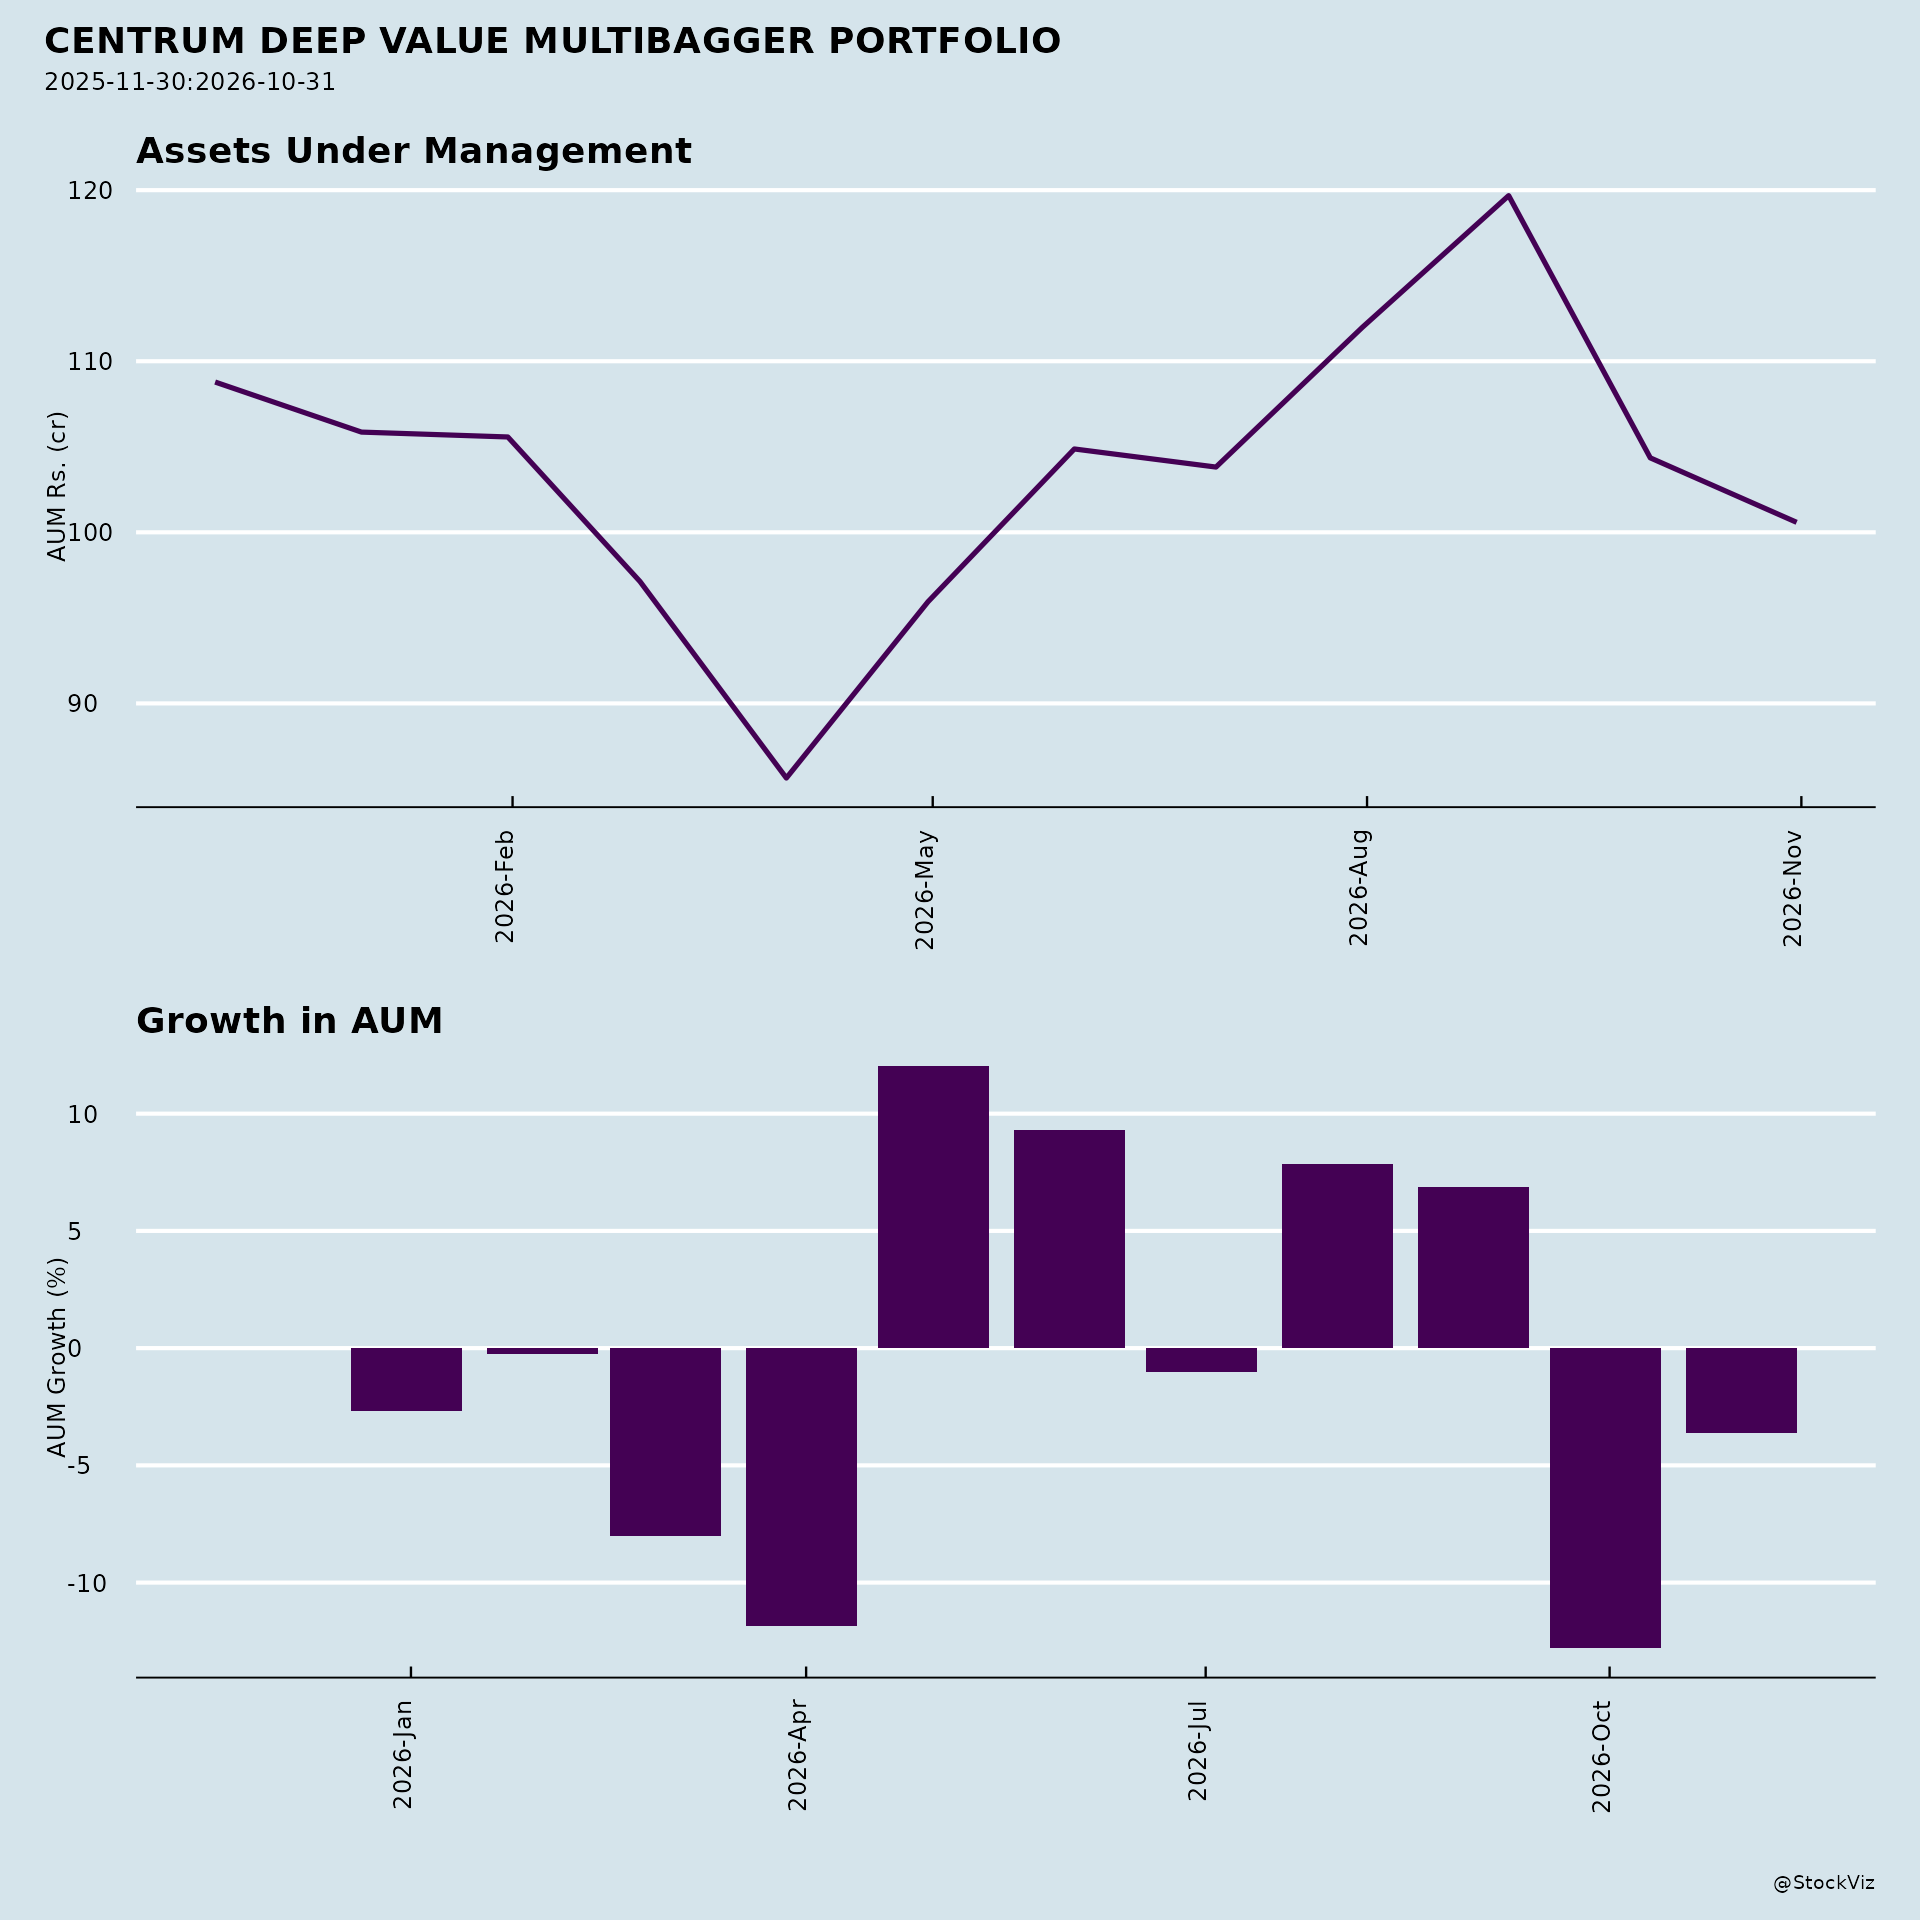 CENTRUM DEEP VALUE MULTIBAGGER PORTFOLIO
2025-11-30:2026-10-31
Assets Under Management
AUM Rs. (cr)
120
110
100
90
2026-Feb
2026-May
2026-Aug
2026-Nov
Growth in AUM
AUM Growth (%)
10
5
0
-5
-10
2026-Jan
2026-Apr
2026-Jul
2026-Oct
@StockViz